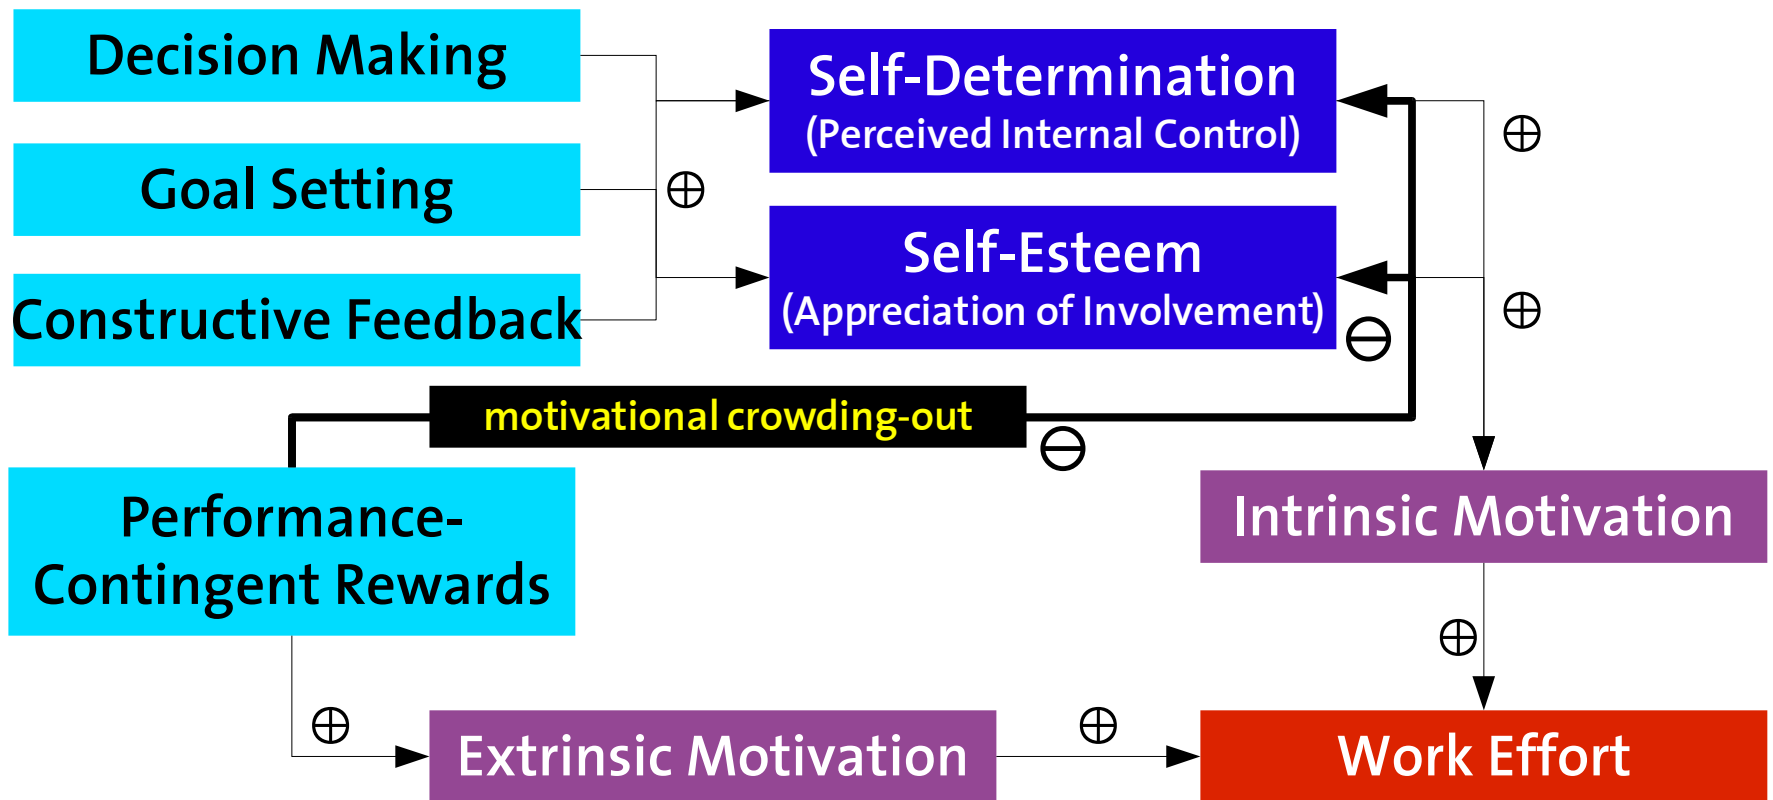 Decision Making
Self-Determination
(Perceived Internal Control)
Goal Setting
Self-Esteem
(Appreciation of Involvement)
Constructive Feedback
motivational crowding-out
Performance-
Contingent Rewards
Intrinsic Motivation
Extrinsic Motivation
Work Effort